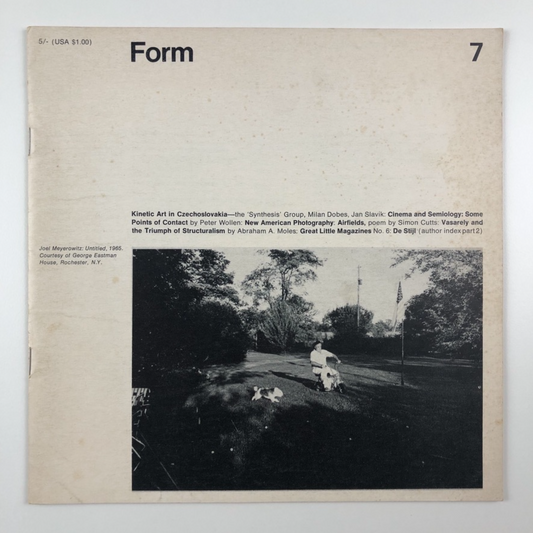 5/- (USA $1.00)
Form
7
Kinetic Art in Czechoslovakia—the 'Synthesis' Group, Milan Dobes, Jan Slavik: Cinema and Semiology: Some
Points of Contact by Peter Wollen: New American Photography: Airfields, poem by Simon Cutts: Vasarely and
the Triumph of Structuralism by Abraham A. Moles: Great Little Magazines No. 6: De Stijl (author index part 2)
Joel Meyerowitz: Untitled, 1965.
Courtesy of George Eastman
House, Rochester, N.Y.